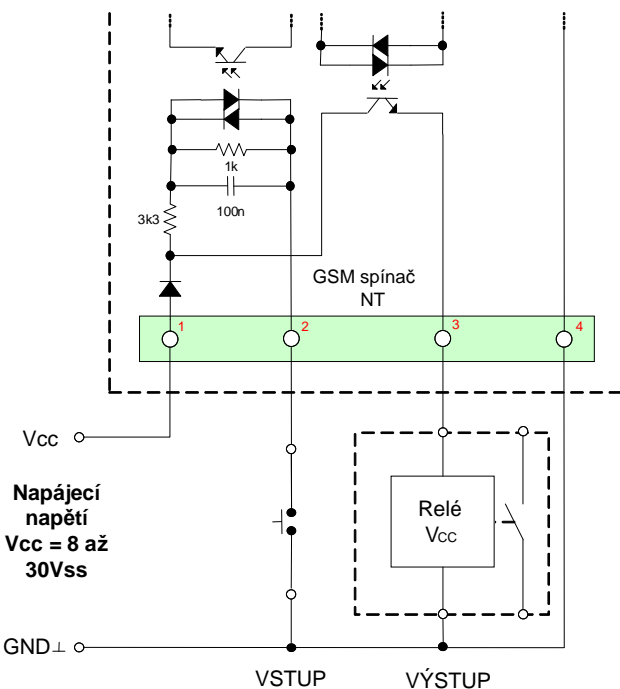 1k
100n
3k3
GSM spínač
NT
1
2
3
4
Vcc
Napájecí
napětí
Vcc = 8 až
30Vss
Relé
Vcc
GND⊥
VSTUP
VÝSTUP